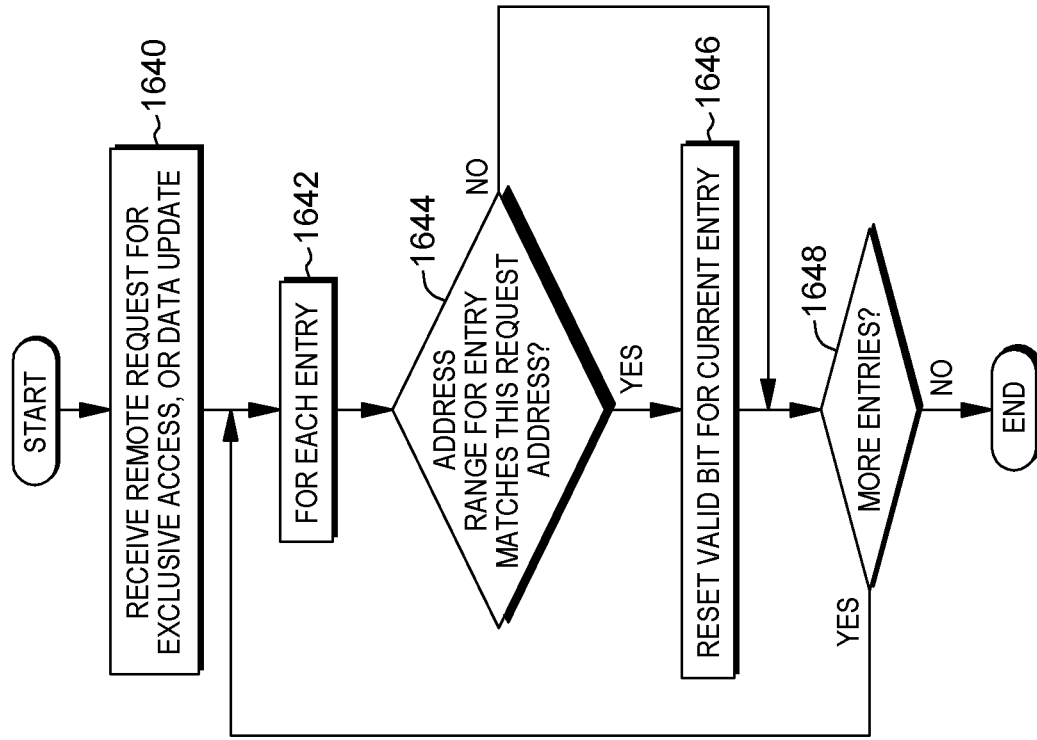 START
RECEIVE REMOTE REQUEST FOR
EXCLUSIVE ACCESS, OR DATA UPDATE
1640
FOR EACH ENTRY
1642
ADDRESS
RANGE FOR ENTRY
MATCHES THIS REQUEST
ADDRESS?
1644
NO
YES
RESET VALID BIT FOR CURRENT ENTRY
1646
MORE ENTRIES?
1648
YES
NO
END